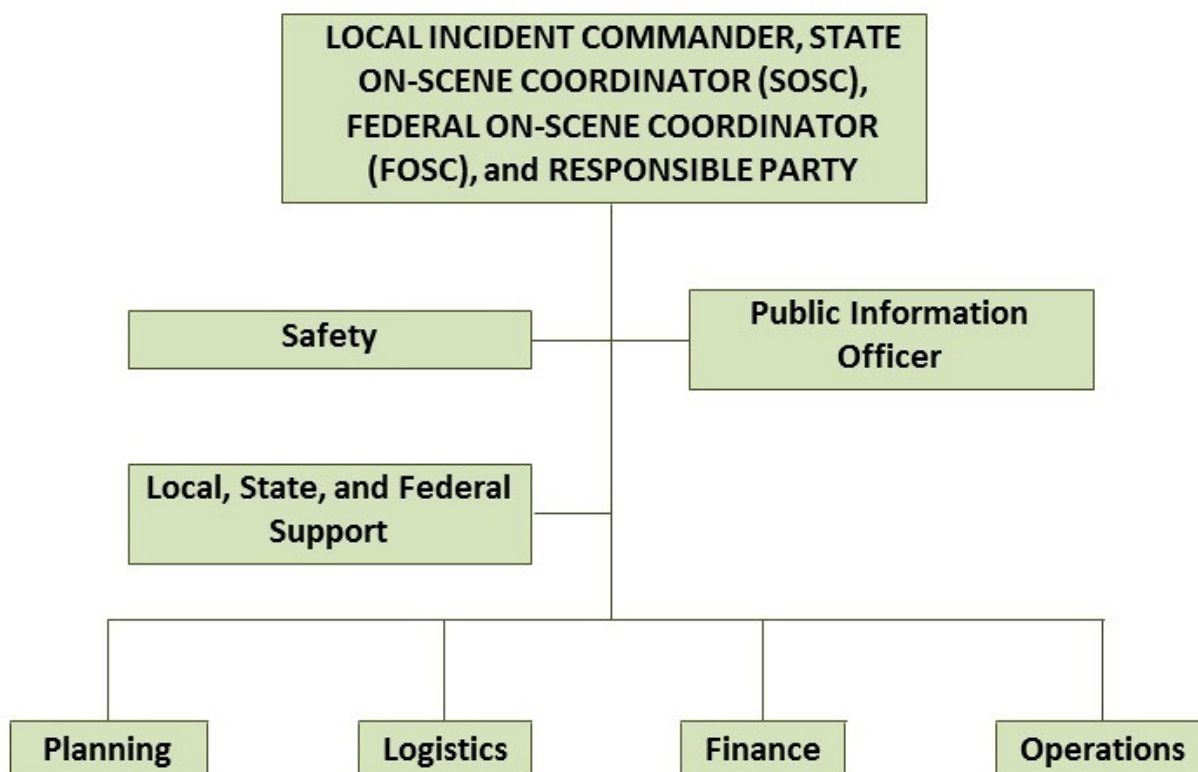 LOCAL INCIDENT COMMANDER, STATE
ON-SCENE COORDINATOR (SOSC),
FEDERAL ON-SCENE COORDINATOR
(FOSC), and RESPONSIBLE PARTY
Safety
Public Information
Officer
Local, State, and Federal
Support
Planning
Logistics
Finance
Operations